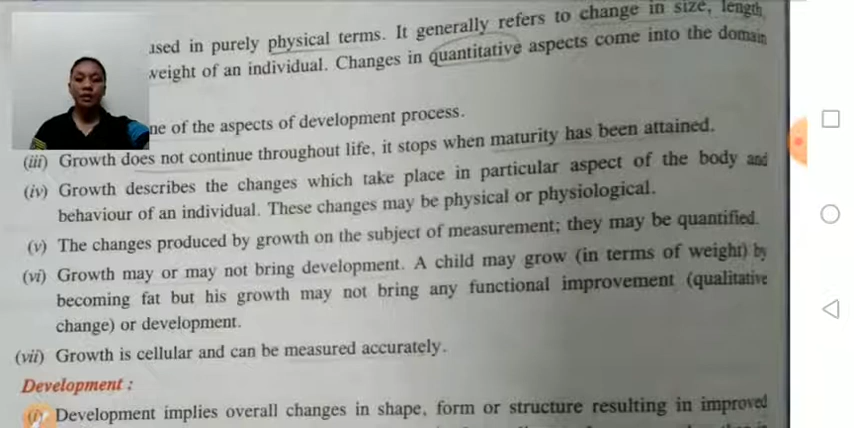 used in purely physical terms. It generally refers to change in size, length,
weight of an individual. Changes in quantitative aspects come into the domain
ne of the aspects of development process.
(iii) Growth does not continue throughout life, it stops when maturity has been attained.
(iv) Growth describes the changes which take place in particular aspect of the body and
behaviour of an individual. These changes may be physical or physiological.
(v) The changes produced by growth on the subject of measurement; they may be quantified.
(vi) Growth may or may not bring development. A child may grow (in terms of weight) by
becoming fat but his growth may not bring any functional improvement (qualitative
change) or development.
(vii) Growth is cellular and can be measured accurately.
Development :
(i) Development implies overall changes in shape, form or structure resulting in improved